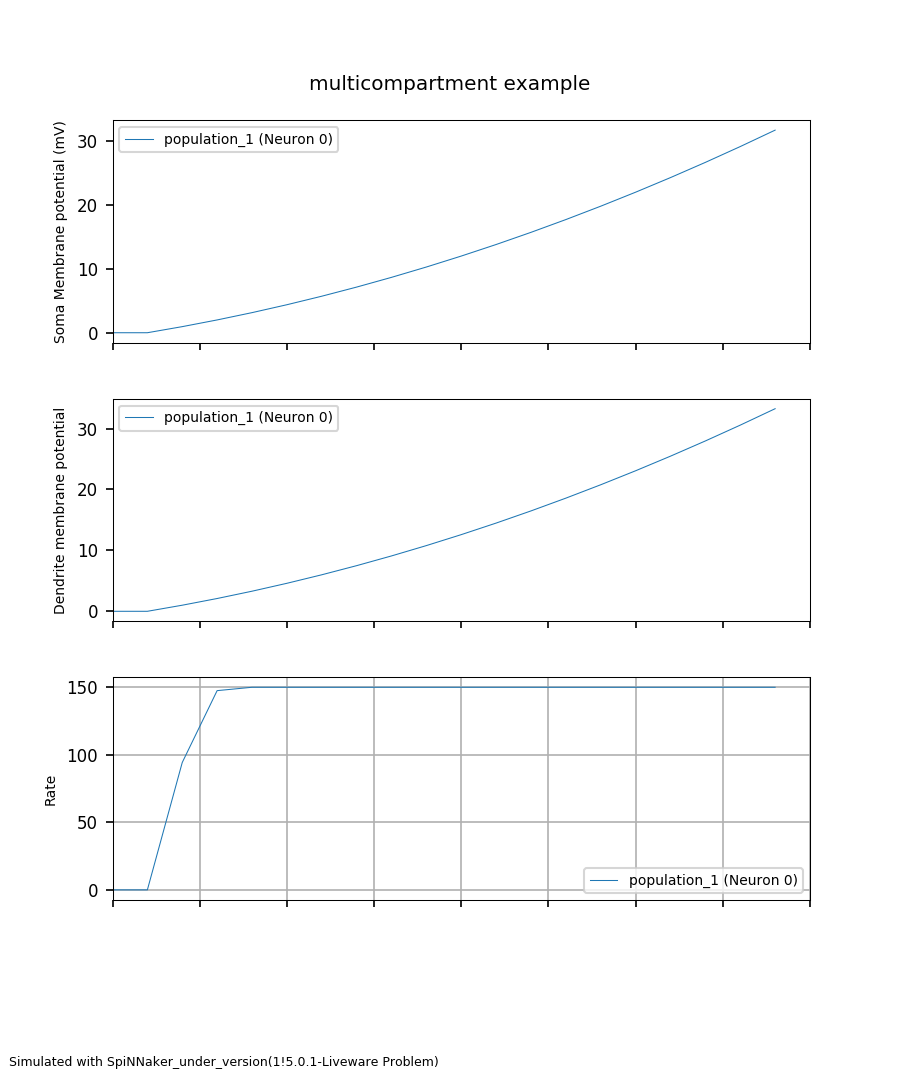 multicompartment example
Soma Membrane potential (mV)
30
20
10
0
population_1 (Neuron 0)
Dendrite membrane potential
30
20
10
0
population_1 (Neuron 0)
Rate
150
100
50
0
population_1 (Neuron 0)
Simulated with SpiNNaker_under_version(1!5.0.1-Liveware Problem)